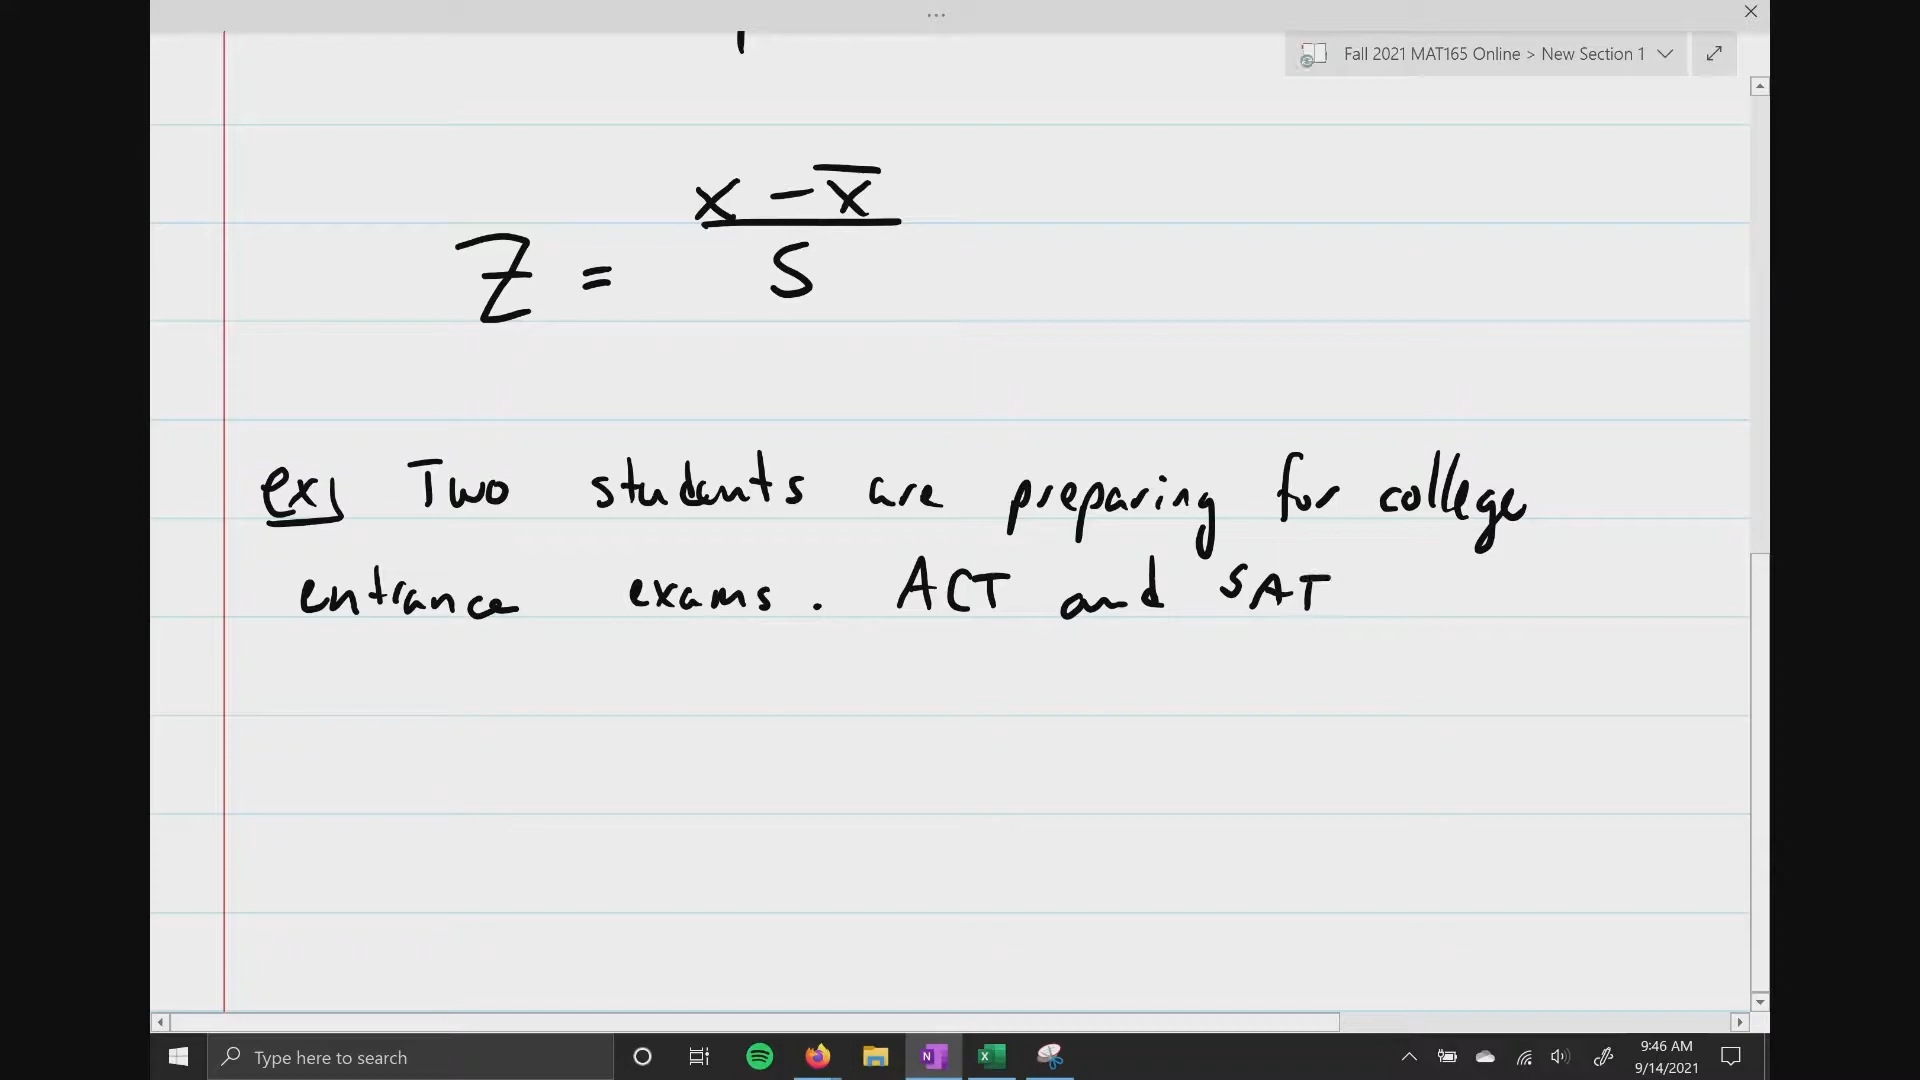 ...
Fall 2021 MAT165 Online > New Section 1
x - x̄
Z = 
S
ex) Two students are preparing for college
entrance exams. ACT and SAT
Type here to search
9:46 AM
9/14/2021